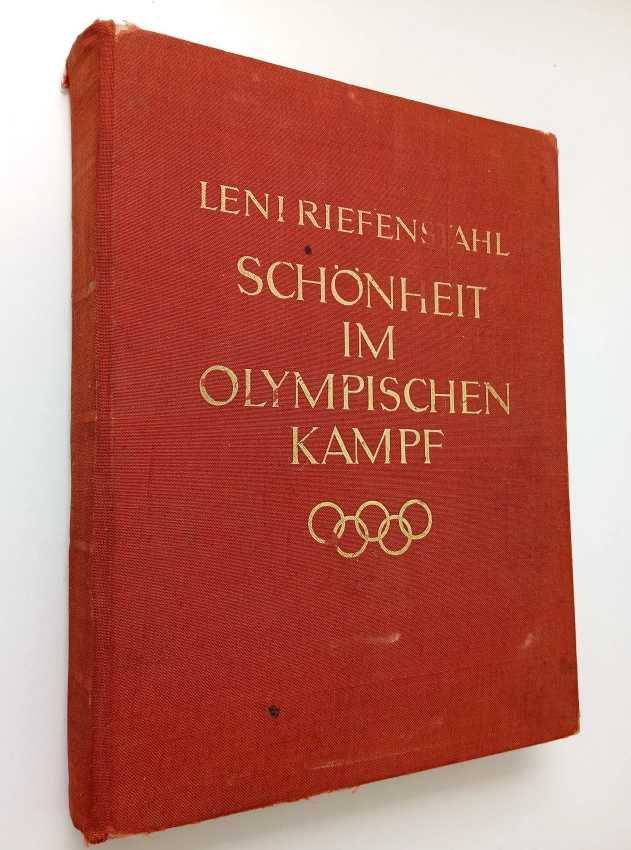 LENI RIEFENSTAHL
SCHÖNHEIT
IM
OLYMPISCHEN
KAMPF